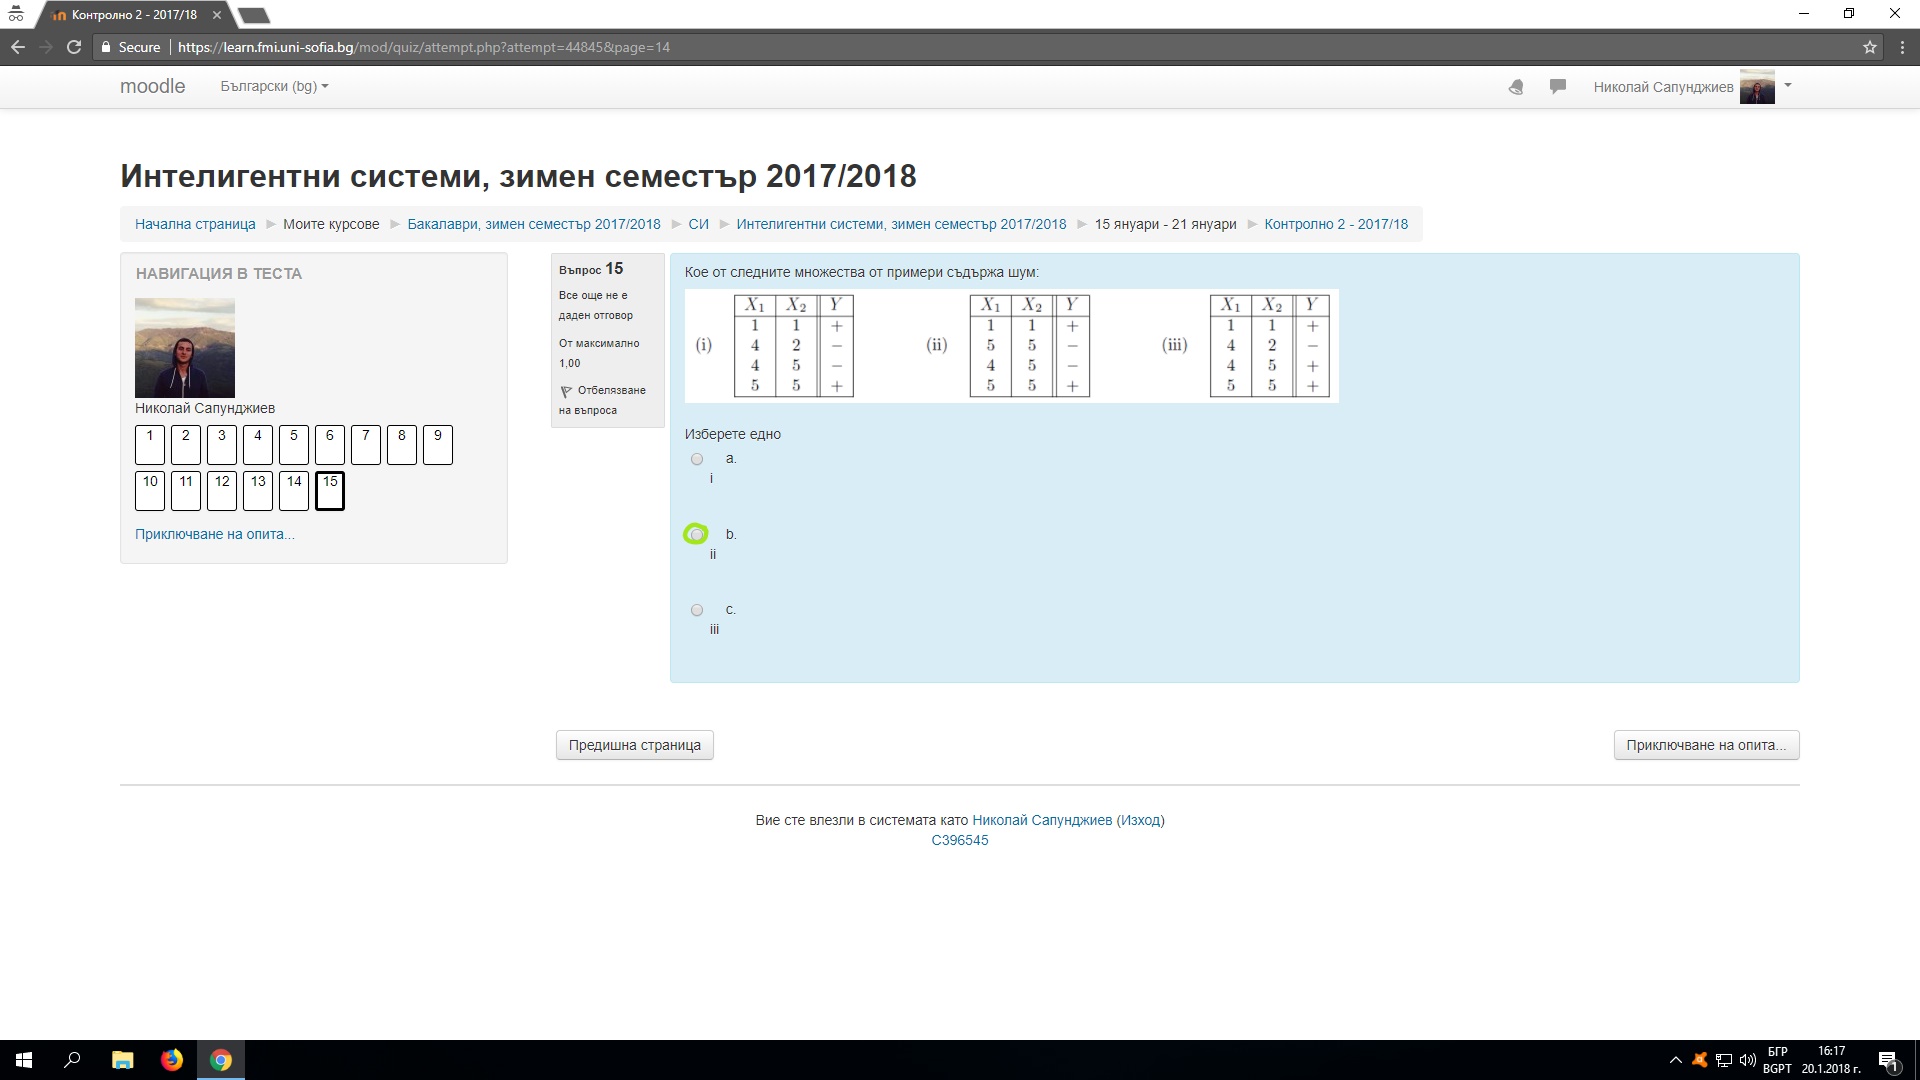 Контролно 2 - 2017/18
Secure | https://learn.fmi.uni-sofia.bg/mod/quiz/attempt.php?attempt=44845&page=14
moodle Български (bg) Николай Сапунджиев
Интелигентни системи, зимен семестър 2017/2018
Начална страница ▶ Моите курсове ▶ Бакалаври, зимен семестър 2017/2018 ▶ СИ ▶ Интелигентни системи, зимен семестър 2017/2018 ▶ 15 януари - 21 януари ▶ Контролно 2 - 2017/18
НАВИГАЦИЯ В ТЕСТА
Николай Сапунджиев
1 2 3 4 5 6 7 8 9
10 11 12 13 14 15
Приключване на опита...
Въпрос 15
Все още не е
даден отговор
От максимално
1,00
Отбелязване
на въпроса
Кое от следните множества от примери съдържа шум:
(i)
X₁ X₂ Y
1 1 +
4 2 −
4 5 −
5 5 +
(ii)
X₁ X₂ Y
1 1 +
5 5 −
4 5 −
5 5 +
(iii)
X₁ X₂ Y
1 1 +
4 2 −
4 5 +
5 5 +
Изберете едно
a.
i
b.
ii
c.
iii
Предишна страница
Приключване на опита...
Вие сте влезли в системата като Николай Сапунджиев (Изход)
C396545
БГР
BGPT
16:17
20.1.2018 г.
1